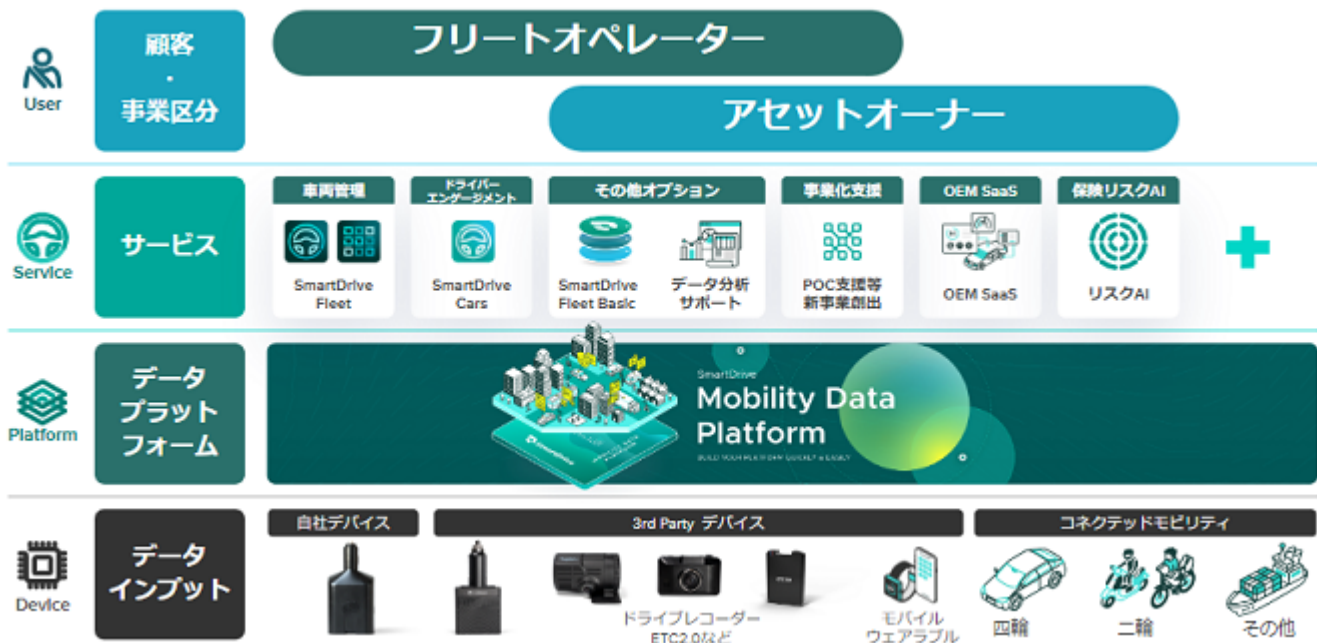 User
顧客
・
事業区分
フリートオペレーター
アセットオーナー
Service
サービス
車両管理
SmartDrive
Fleet
ドライバー
エンゲージメント
SmartDrive
Cars
その他オプション
SmartDrive
Fleet Basic
データ分析
サポート
事業化支援
POC支援等
新事業創出
OEM SaaS
OEM SaaS
保険リスクAI
リスクAI
Platform
データ
プラット
フォーム
SmartDrive
Mobility Data
Platform
BUILD YOUR PLATFORM QUICKLY & EASILY
Device
データ
インプット
自社デバイス
3rd Party デバイス
ドライブレコーダー
ETC2.0など
モバイル
ウェアラブル
コネクテッドモビリティ
四輪
二輪
その他